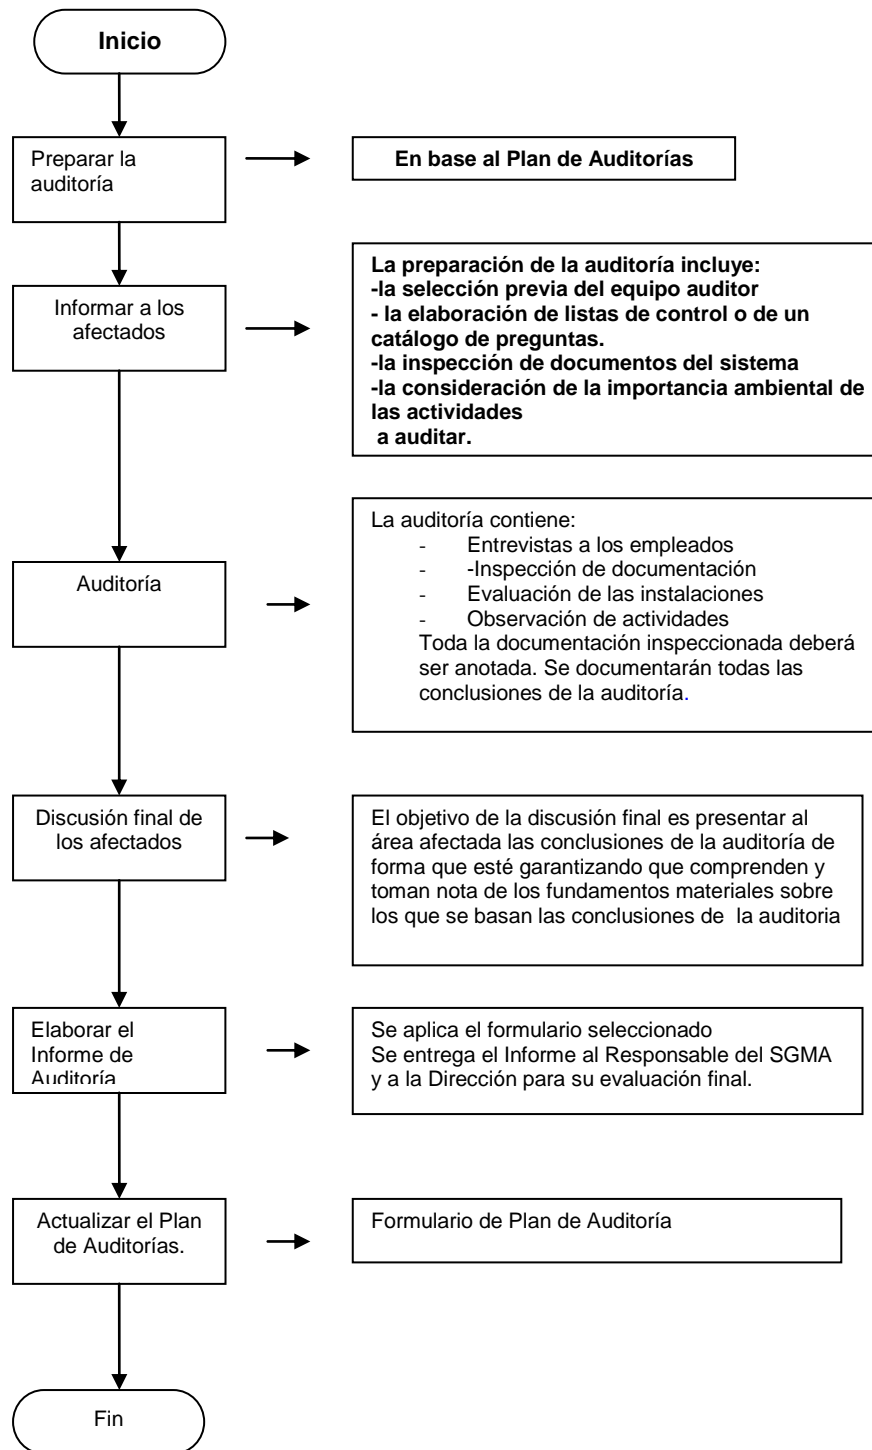 Inicio
Preparar la
auditoría
En base al Plan de Auditorías
Informar a los
afectados
La preparación de la auditoría incluye:
-la selección previa del equipo auditor
- la elaboración de listas de control o de un
catálogo de preguntas.
-la inspección de documentos del sistema
-la consideración de la importancia ambiental de
las actividades
a auditar.
Auditoría
La auditoría contiene:
- Entrevistas a los empleados
- -Inspección de documentación
- Evaluación de las instalaciones
- Observación de actividades
Toda la documentación inspeccionada deberá
ser anotada. Se documentarán todas las
conclusiones de la auditoría.
Discusión final de
los afectados
El objetivo de la discusión final es presentar al
área afectada las conclusiones de la auditoría de
forma que esté garantizando que comprenden y
toman nota de los fundamentos materiales sobre
los que se basan las conclusiones de la auditoria
Elaborar el
Informe de
Auditoría
Se aplica el formulario seleccionado
Se entrega el Informe al Responsable del SGMA
y a la Dirección para su evaluación final.
Actualizar el Plan
de Auditorías.
Formulario de Plan de Auditoría
Fin